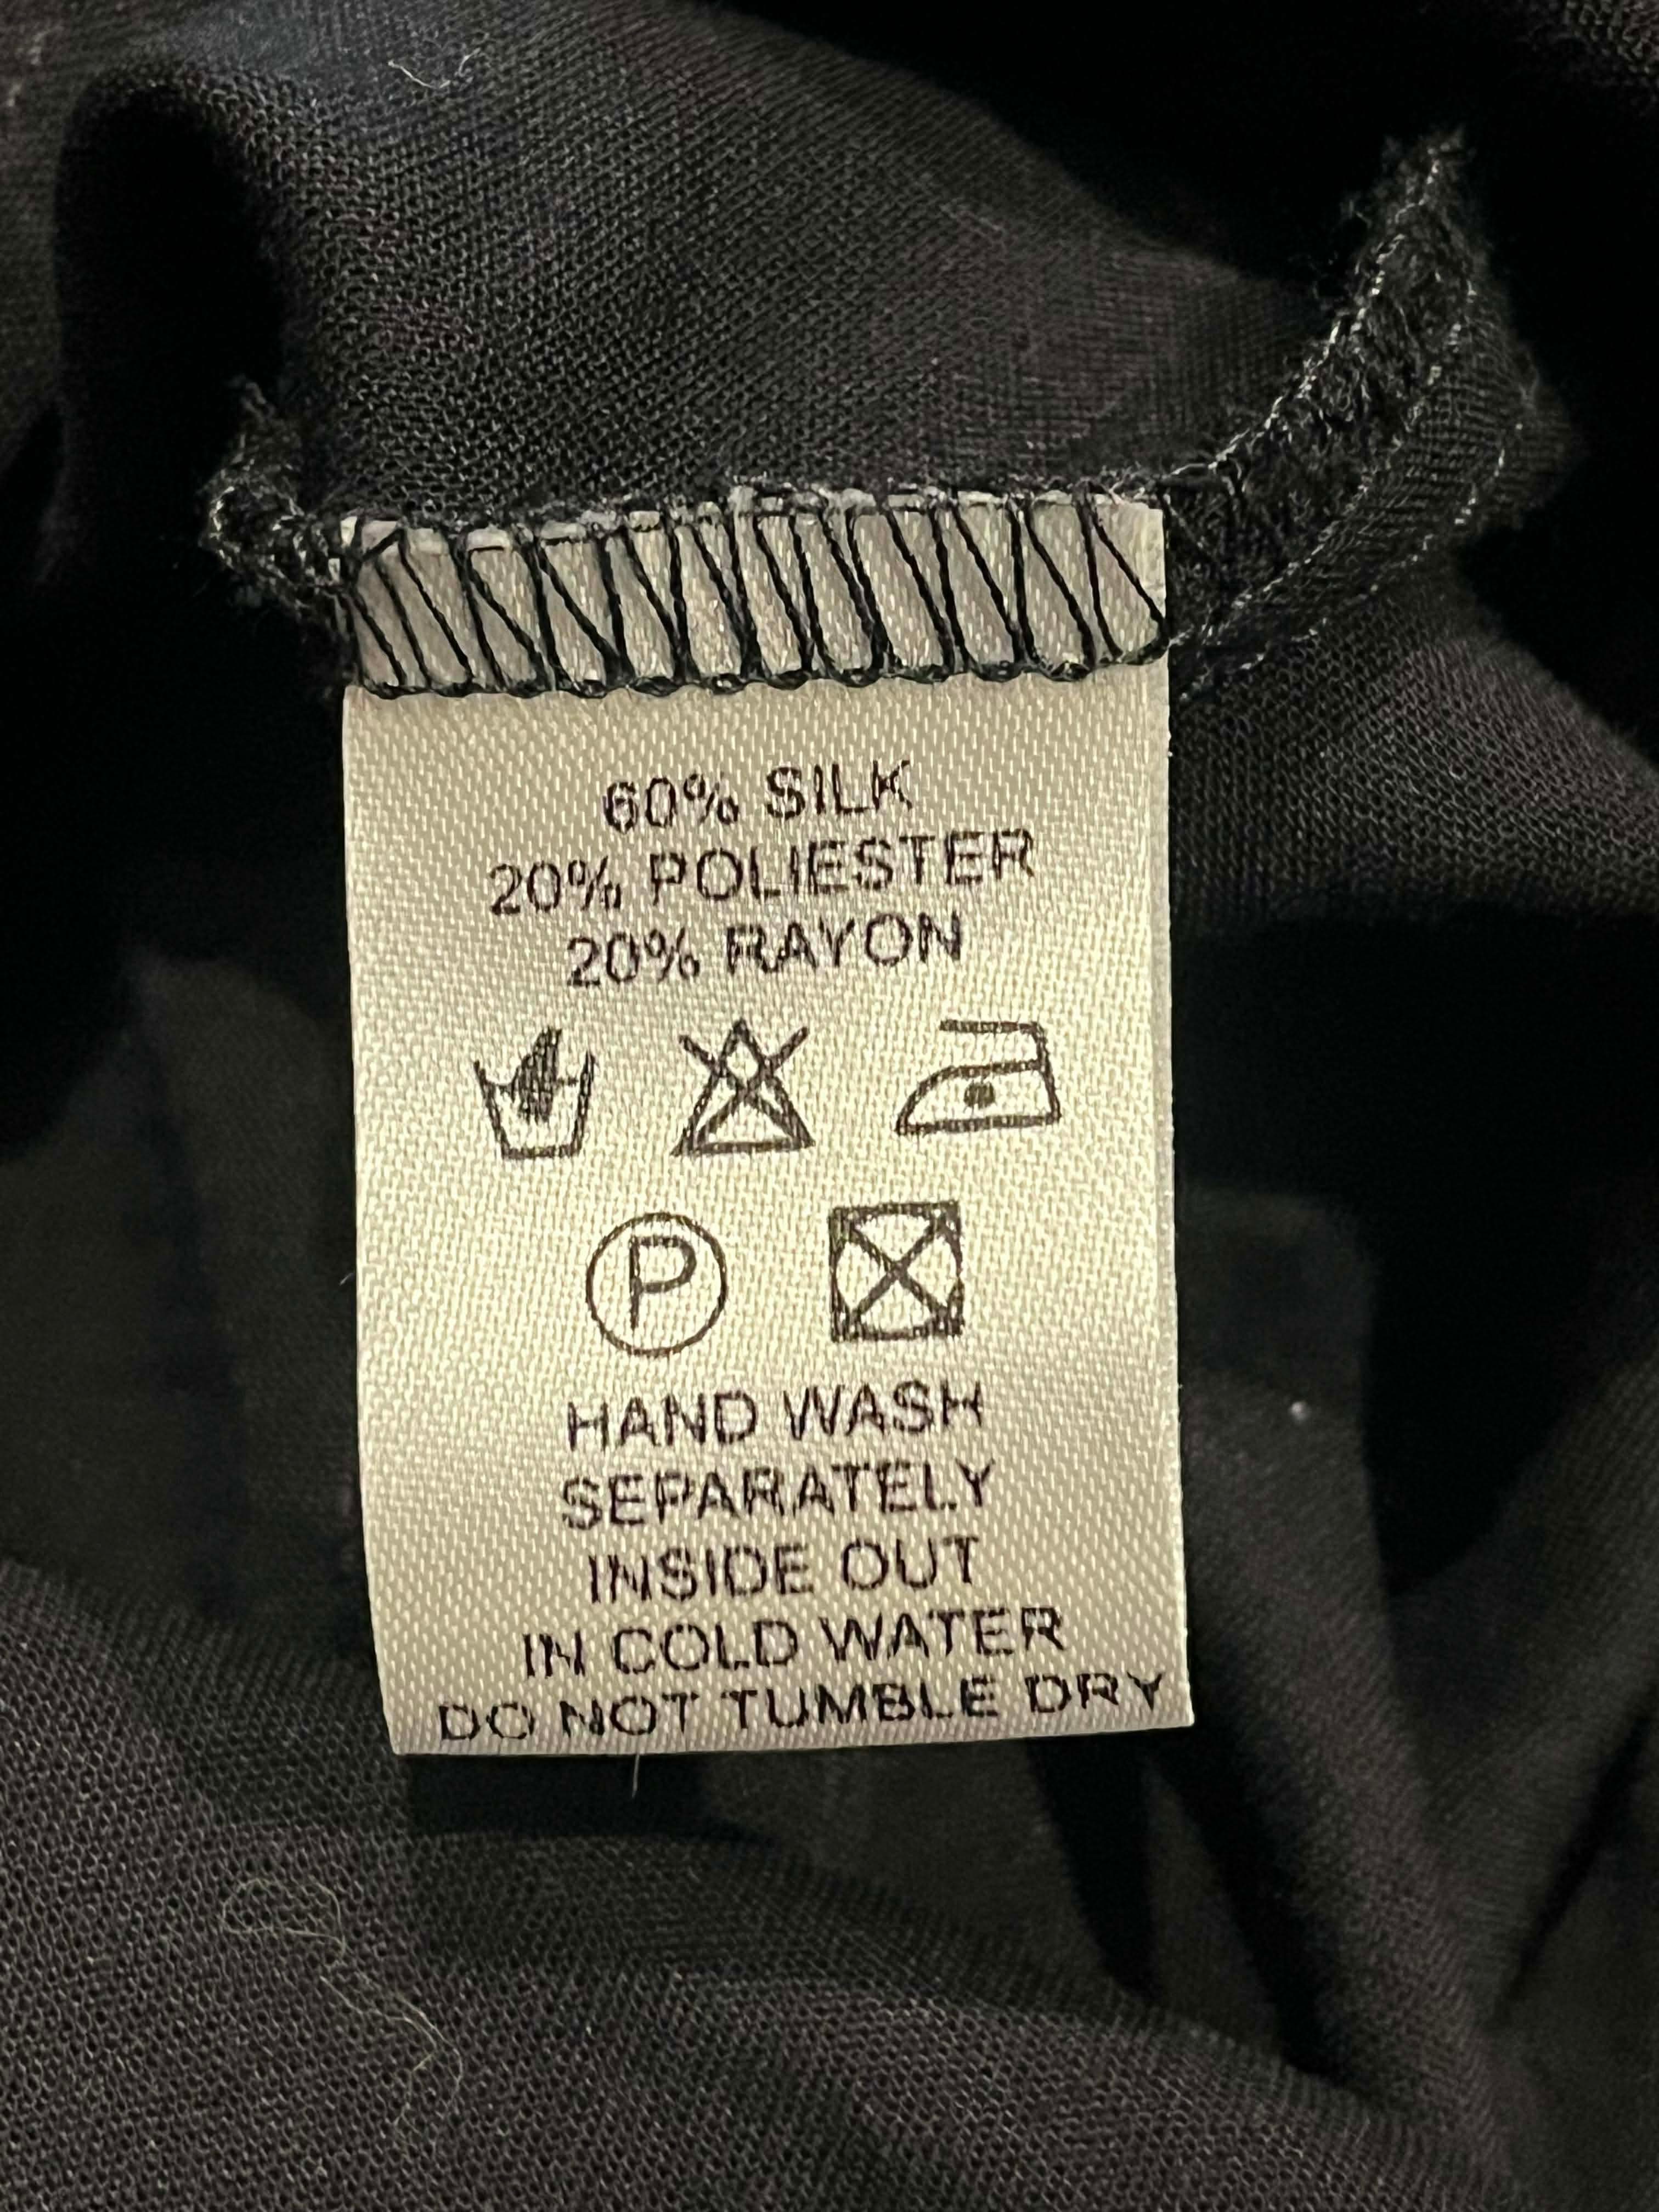 60% SILK
20% POLIESTER
20% RAYON
P
HAND WASH
SEPARATELY
INSIDE OUT
IN COLD WATER
DO NOT TUMBLE DRY